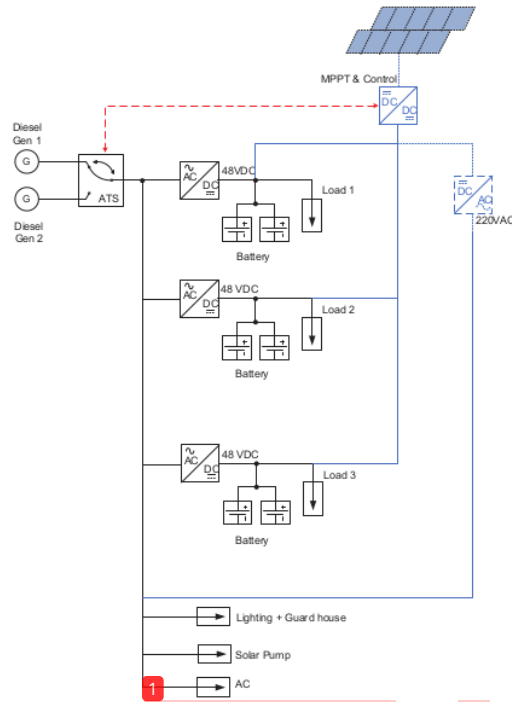 MPPT & Control
DC
DC
Diesel
Gen 1
G
ATS
G
Diesel
Gen 2
AC
DC
48VDC
Load 1
Battery
DC
AC
220VAC
AC
DC
48 VDC
Load 2
Battery
AC
DC
48 VDC
Load 3
Battery
Lighting + Guard house
Solar Pump
1
AC